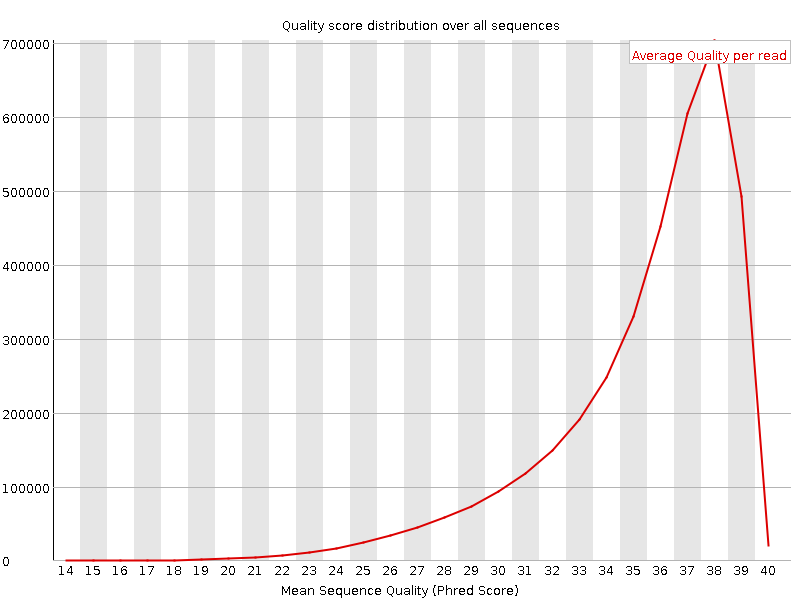 Quality score distribution over all sequences
700000
Average Quality per read
600000
500000
400000
300000
200000
100000
0
14 15 16 17 18 19 20 21 22 23 24 25 26 27 28 29 30 31 32 33 34 35 36 37 38 39 40
Mean Sequence Quality (Phred Score)